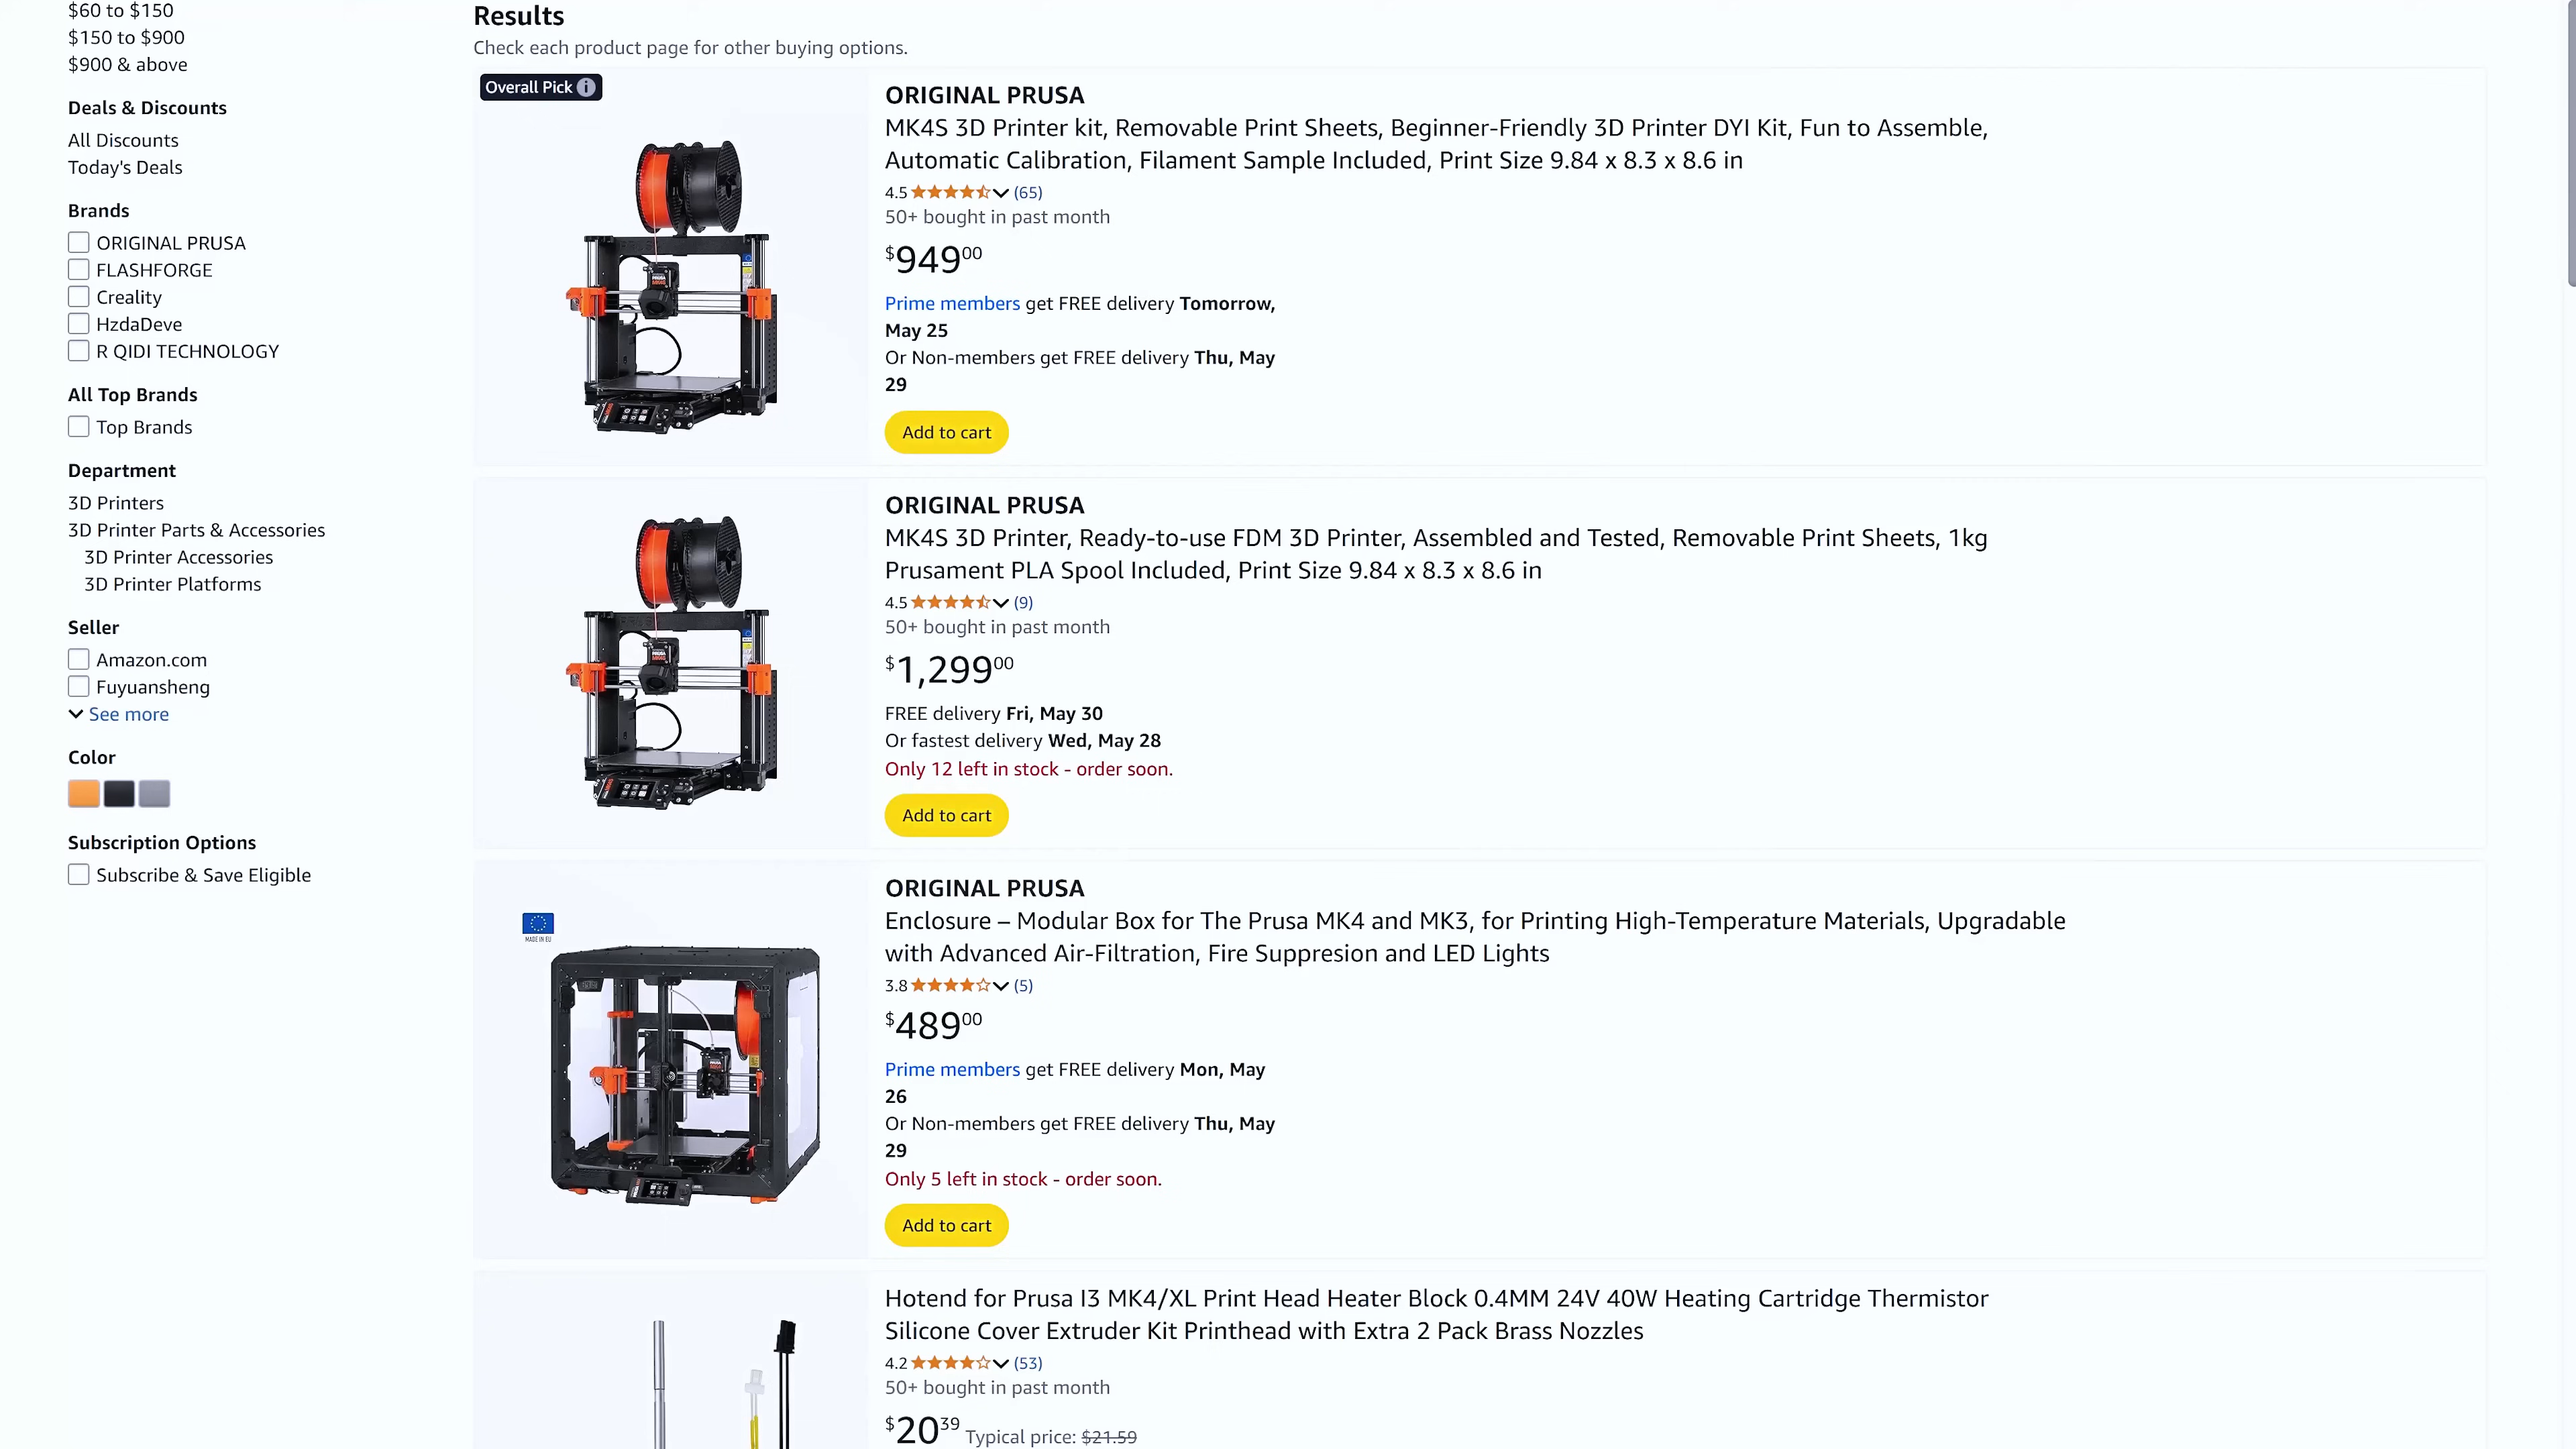 $60 to $150
$150 to $900
$900 & above
Deals & Discounts
All Discounts
Today's Deals
Brands
ORIGINAL PRUSA
FLASHFORGE
Creality
HzdaDeve
R QIDI TECHNOLOGY
All Top Brands
Top Brands
Department
3D Printers
3D Printer Parts & Accessories
3D Printer Accessories
3D Printer Platforms
Seller
Amazon.com
Fuyuansheng
See more
Color
Subscription Options
Subscribe & Save Eligible
Results
Check each product page for other buying options.
Overall Pick
ORIGINAL PRUSA
MK4S 3D Printer kit, Removable Print Sheets, Beginner-Friendly 3D Printer DYI Kit, Fun to Assemble,
Automatic Calibration, Filament Sample Included, Print Size 9.84 x 8.3 x 8.6 in
4.5 (65)
50+ bought in past month
$949.00
Prime members get FREE delivery Tomorrow,
May 25
Or Non-members get FREE delivery Thu, May
29
Add to cart
ORIGINAL PRUSA
MK4S 3D Printer, Ready-to-use FDM 3D Printer, Assembled and Tested, Removable Print Sheets, 1kg
Prusament PLA Spool Included, Print Size 9.84 x 8.3 x 8.6 in
4.5 (9)
50+ bought in past month
$1,299.00
FREE delivery Fri, May 30
Or fastest delivery Wed, May 28
Only 12 left in stock - order soon.
Add to cart
MADE IN EU
ORIGINAL PRUSA
Enclosure – Modular Box for The Prusa MK4 and MK3, for Printing High-Temperature Materials, Upgradable
with Advanced Air-Filtration, Fire Suppresion and LED Lights
3.8 (5)
$489.00
Prime members get FREE delivery Mon, May
26
Or Non-members get FREE delivery Thu, May
29
Only 5 left in stock - order soon.
Add to cart
Hotend for Prusa I3 MK4/XL Print Head Heater Block 0.4MM 24V 40W Heating Cartridge Thermistor
Silicone Cover Extruder Kit Printhead with Extra 2 Pack Brass Nozzles
4.2 (53)
50+ bought in past month
$20.39 Typical price: $21.59